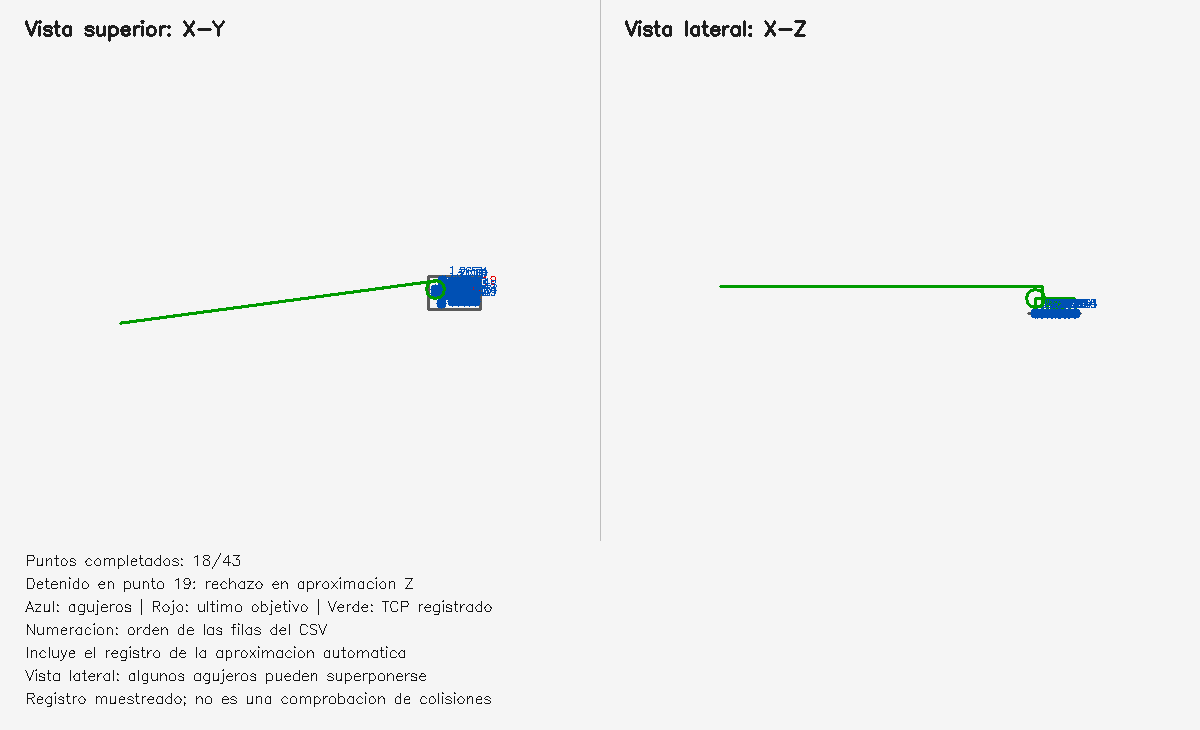 Vista superior: X-Y
Vista lateral: X-Z
Puntos completados: 18/43
Detenido en punto 19: rechazo en aproximacion Z
Azul: agujeros | Rojo: ultimo objetivo | Verde: TCP registrado
Numeracion: orden de las filas del CSV
Incluye el registro de la aproximacion automatica
Vista lateral: algunos agujeros pueden superponerse
Registro muestreado; no es una comprobacion de colisiones